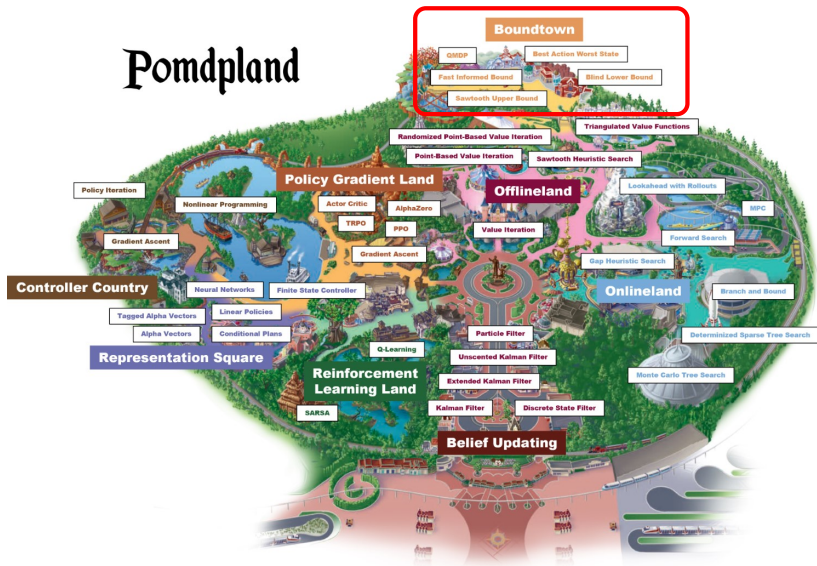 Boundtown
Pomdpland
QMDP
Best Action Worst State
Fast Informed Bound
Blind Lower Bound
Sawtooth Upper Bound
Triangulated Value Functions
Randomized Point-Based Value Iteration
Point-Based Value Iteration
Sawtooth Heuristic Search
Policy Gradient Land
Offlineland
Lookahead with Rollouts
Policy Iteration
Nonlinear Programming
Actor Critic
AlphaZero
MPC
TRPO
PPO
Value Iteration
Forward Search
Gradient Ascent
Gradient Ascent
Gap Heuristic Search
Controller Country
Neural Networks
Finite State Controller
Onlineland
Branch and Bound
Tagged Alpha Vectors
Linear Policies
Alpha Vectors
Conditional Plans
Particle Filter
Determinized Sparse Tree Search
Representation Square
Q-Learning
Unscented Kalman Filter
Reinforcement
Learning Land
Extended Kalman Filter
Monte Carlo Tree Search
SARSA
Kalman Filter
Discrete State Filter
Belief Updating